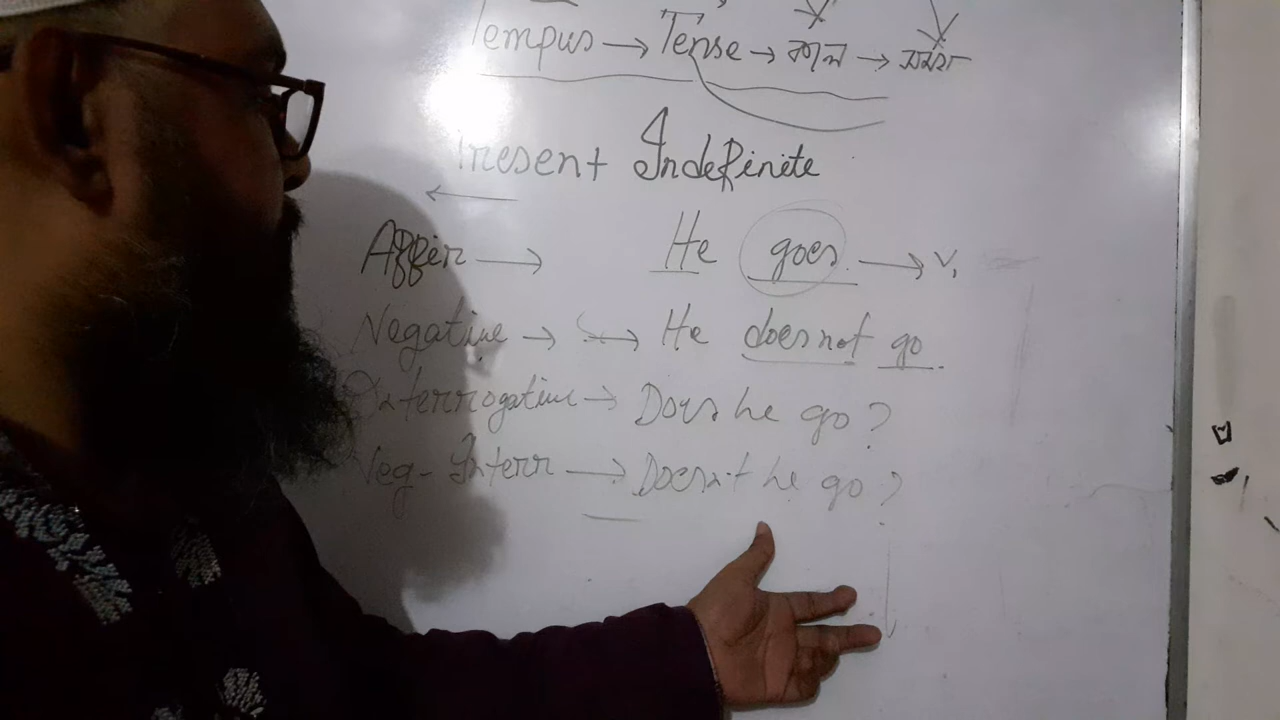 Tempus → Tense → কাল → সময়
Present Indefinite
Affir → He goes → V₁
Negative → → He does not go
Interrogative → Does he go?
Neg-Interr → Doesn't he go?